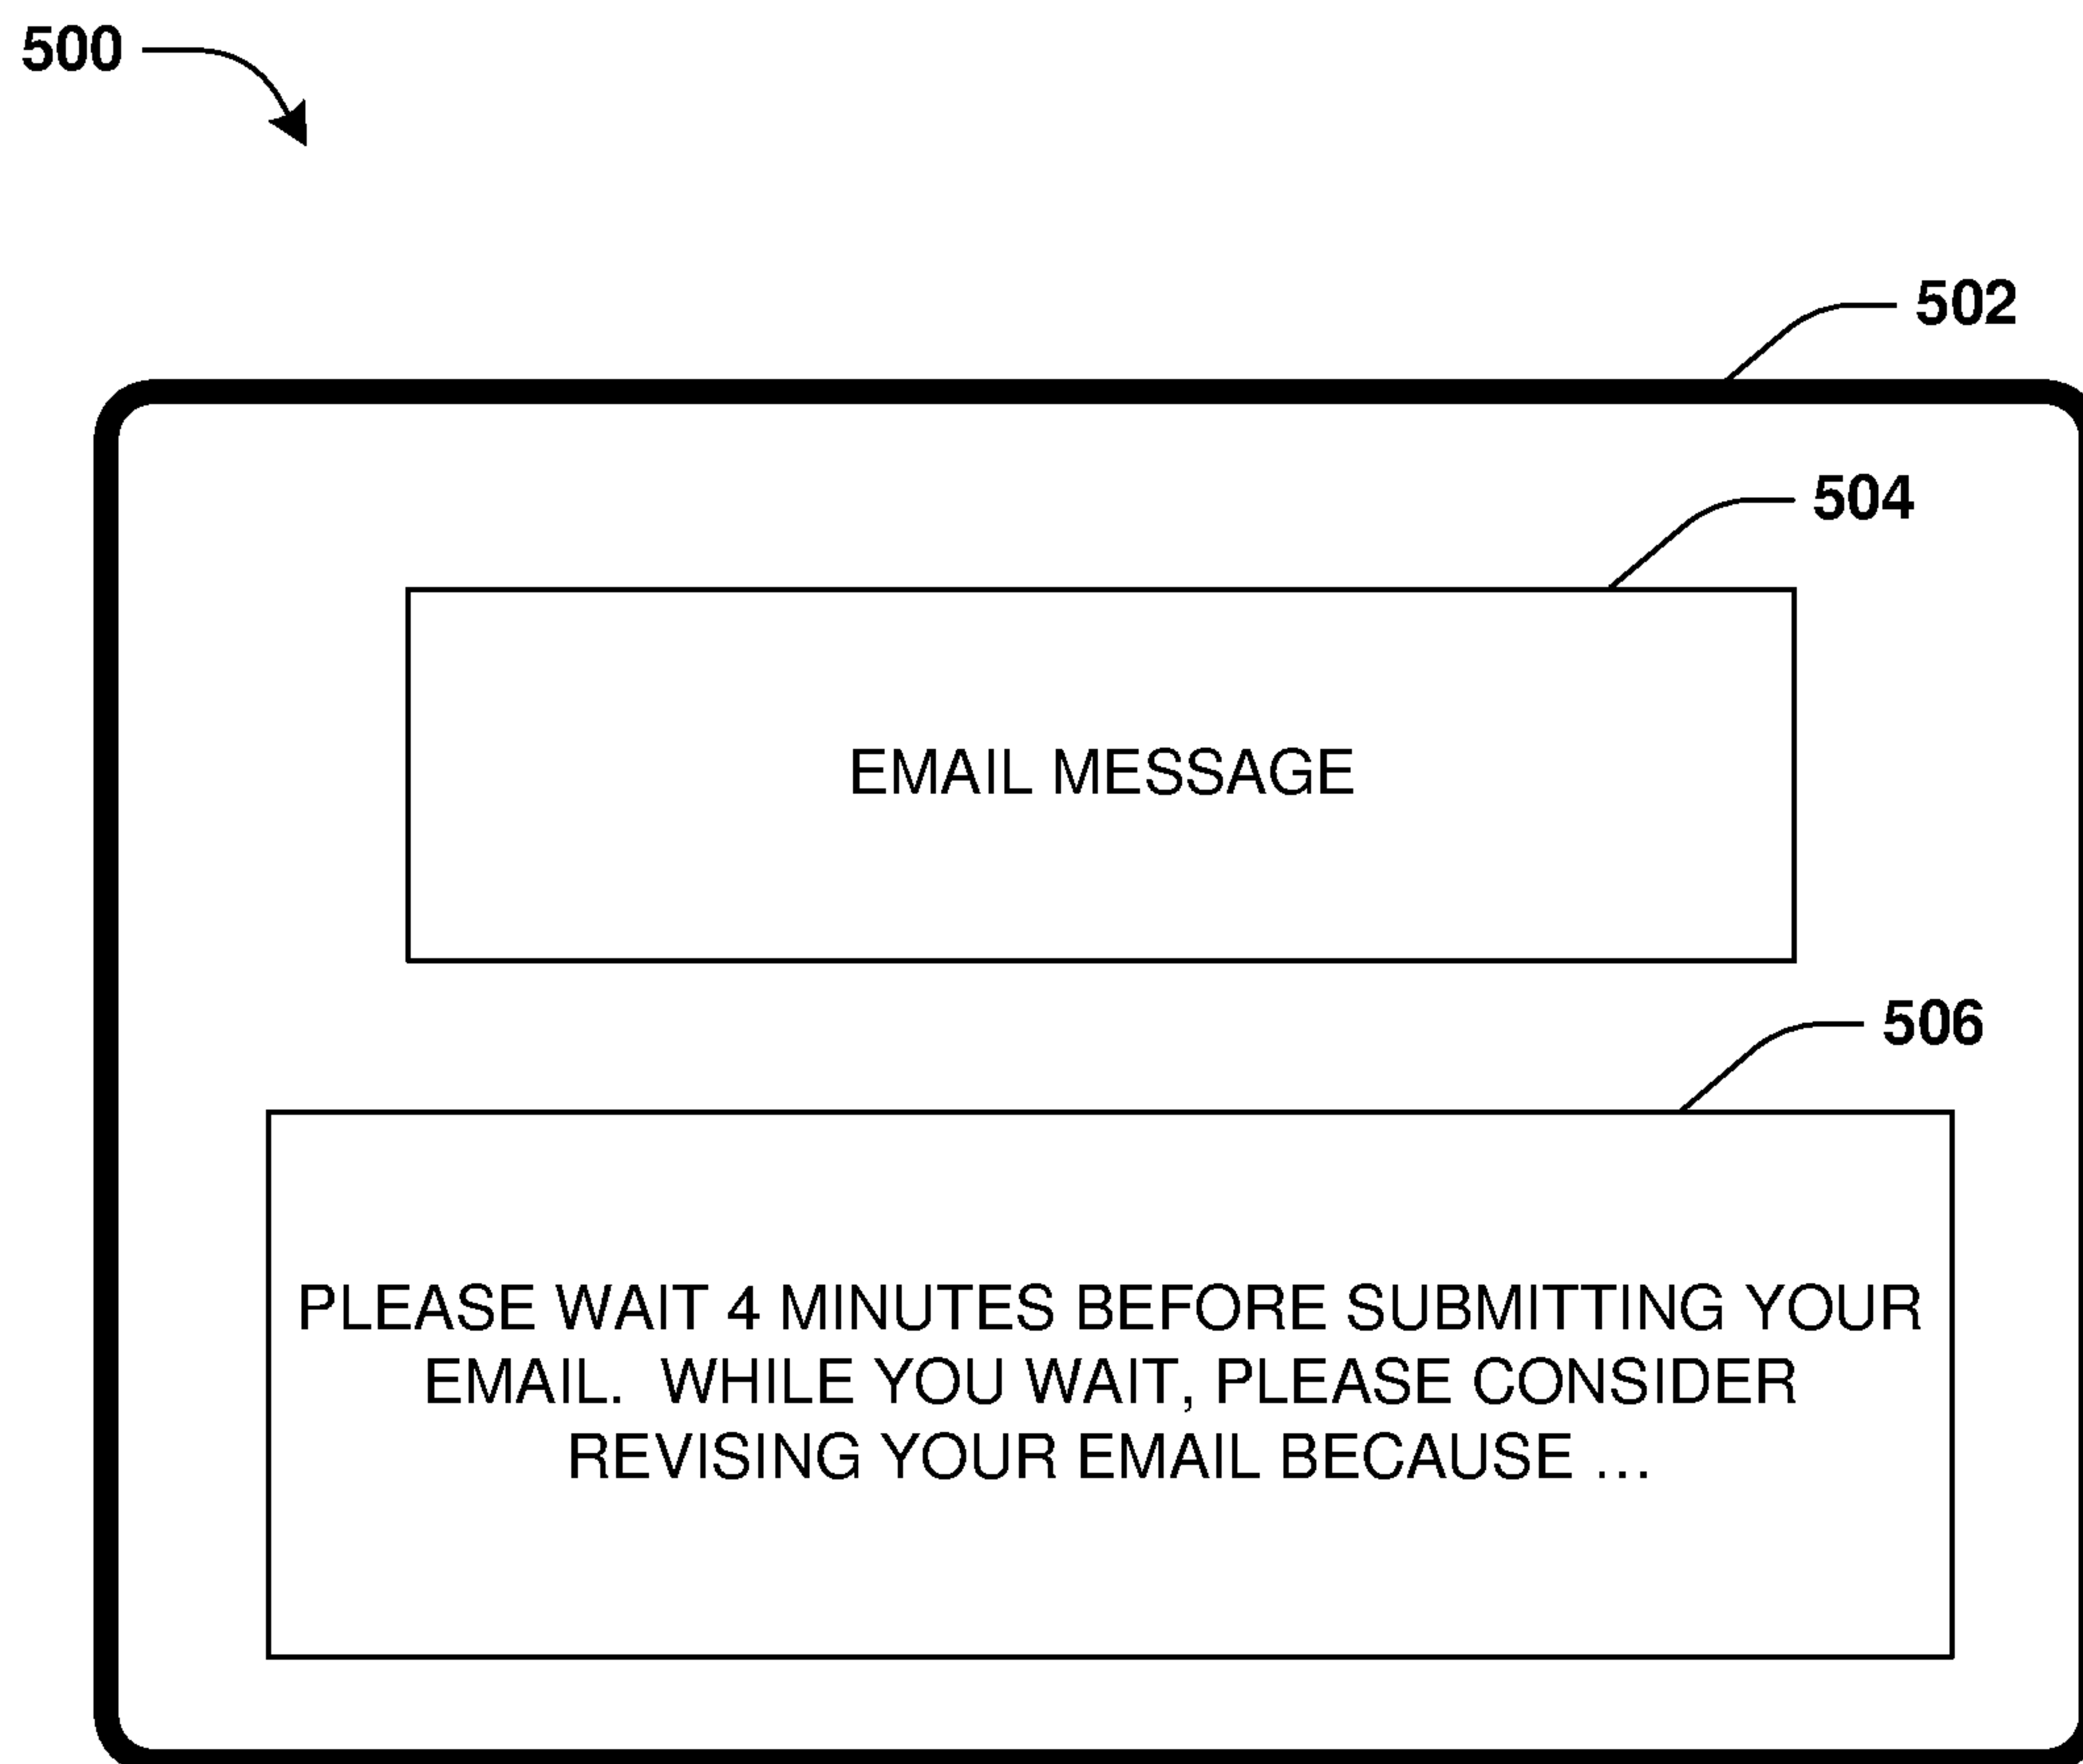 500
502
504
EMAIL MESSAGE
506
PLEASE WAIT 4 MINUTES BEFORE SUBMITTING YOUR
EMAIL.  WHILE YOU WAIT, PLEASE CONSIDER
REVISING YOUR EMAIL BECAUSE ...